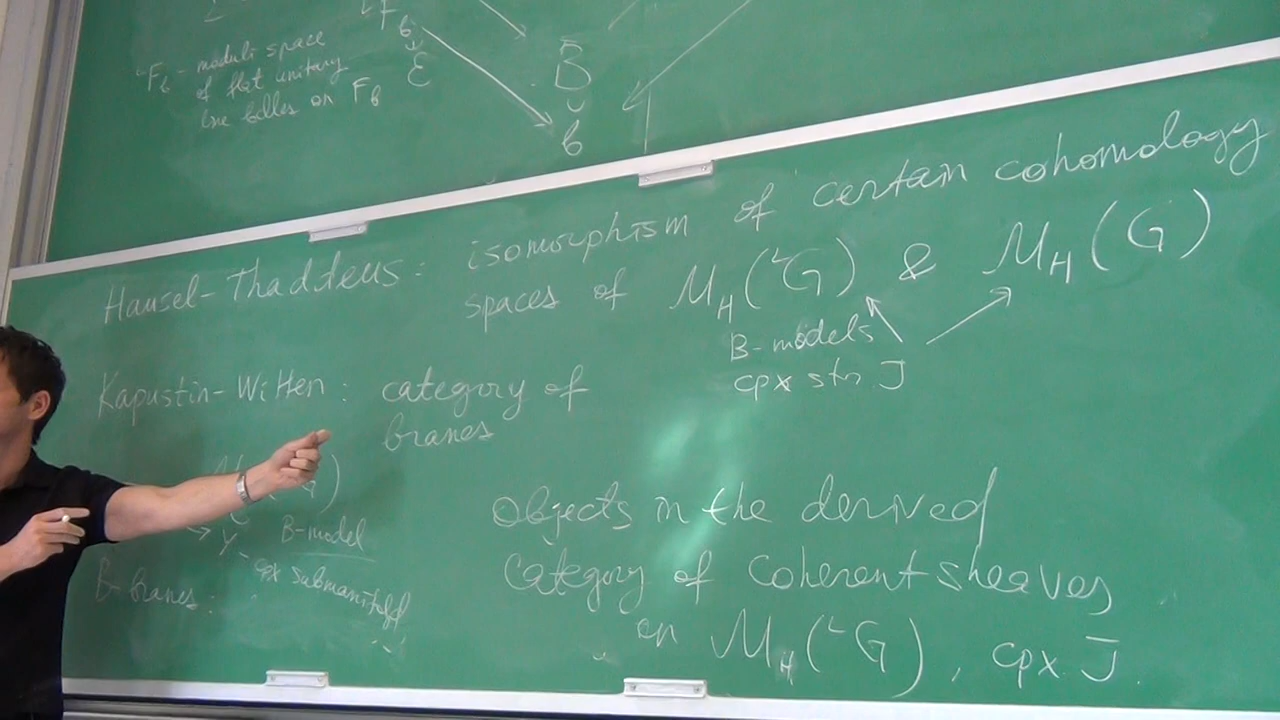 F_b - moduli space
of flat unitary
line bdles on F_b
F_b
Ɛ
B
b
Hausel-Thaddeus: isomorphism of certain cohomology
spaces of M_H(ᴸG) & M_H(G)
B-models
cpx str J
Kapustin-Witten: category of
branes
B-model
Y - cpx submanifold
B-branes:
Objects in the derived
category of coherent sheaves
on M_H(ᴸG), cpx. J.